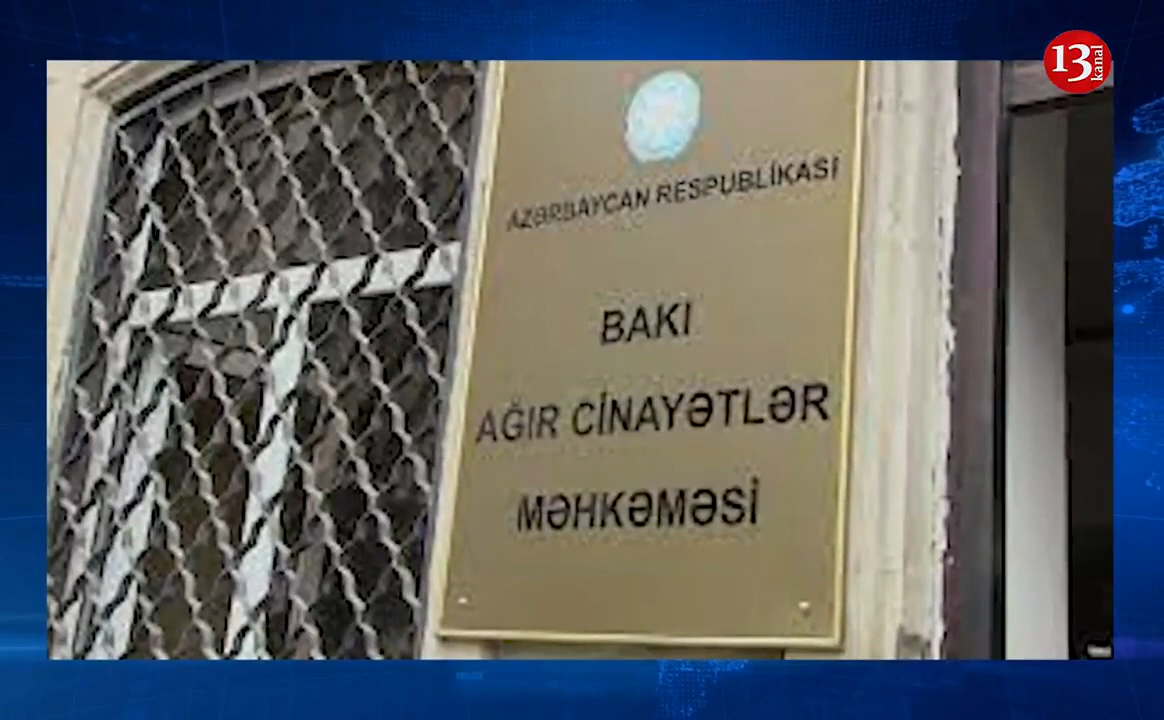 13 kanal
AZƏRBAYCAN RESPUBLİKASI
BAKI
AĞIR CİNAYƏTLƏR
MƏHKƏMƏSİ